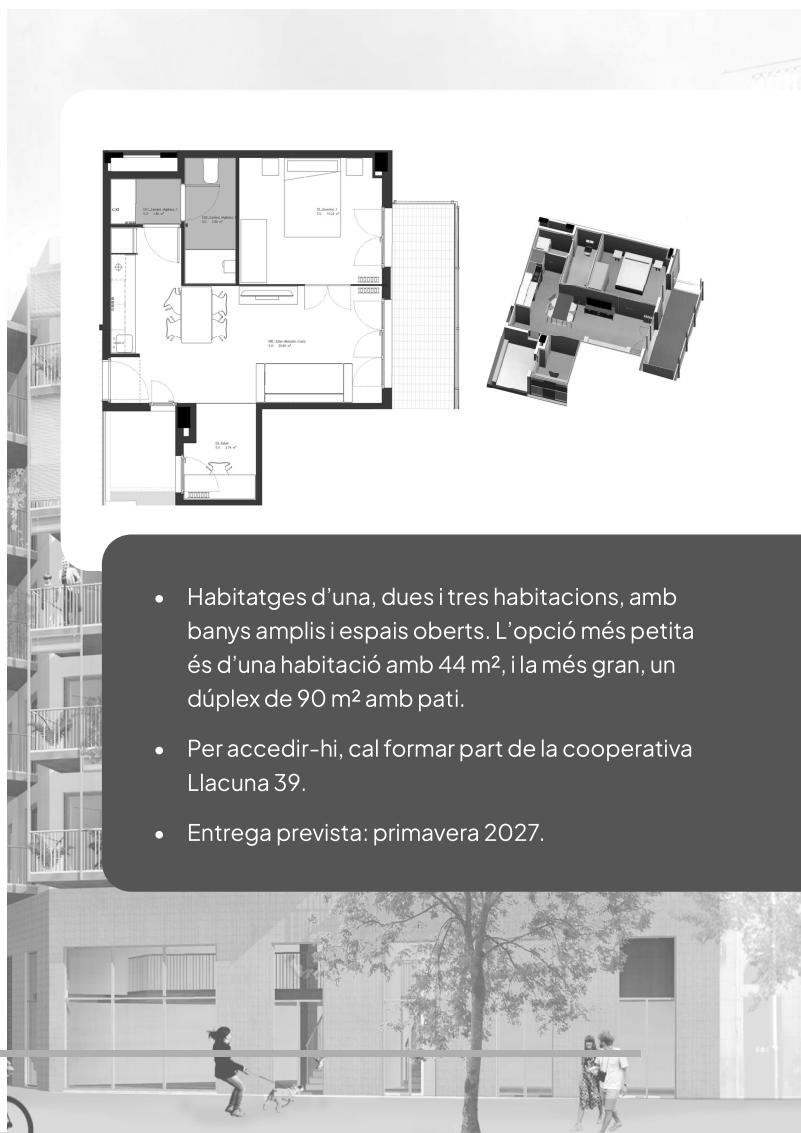 Habitatges d’una, dues i tres habitacions, amb
banys amplis i espais oberts. L’opció més petita
és d’una habitació amb 44 m², i la més gran, un
dúplex de 90 m² amb pati.
Per accedir-hi, cal formar part de la cooperativa
Llacuna 39.
Entrega prevista: primavera 2027.